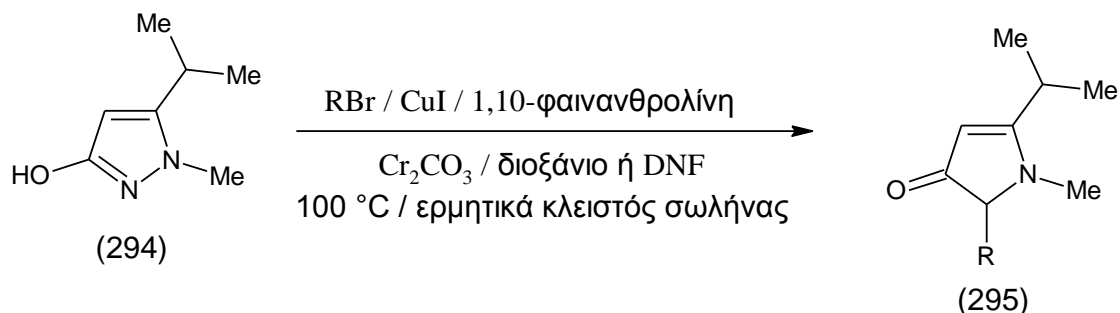 Me
Me
HO
N
N
Me
(294)
RBr / CuI / 1,10-φαινανθρολίνη
Cr2CO3 / διοξάνιο ή DNF
100 °C / ερμητικά κλειστός σωλήνας
Me
Me
O
N
Me
R
(295)